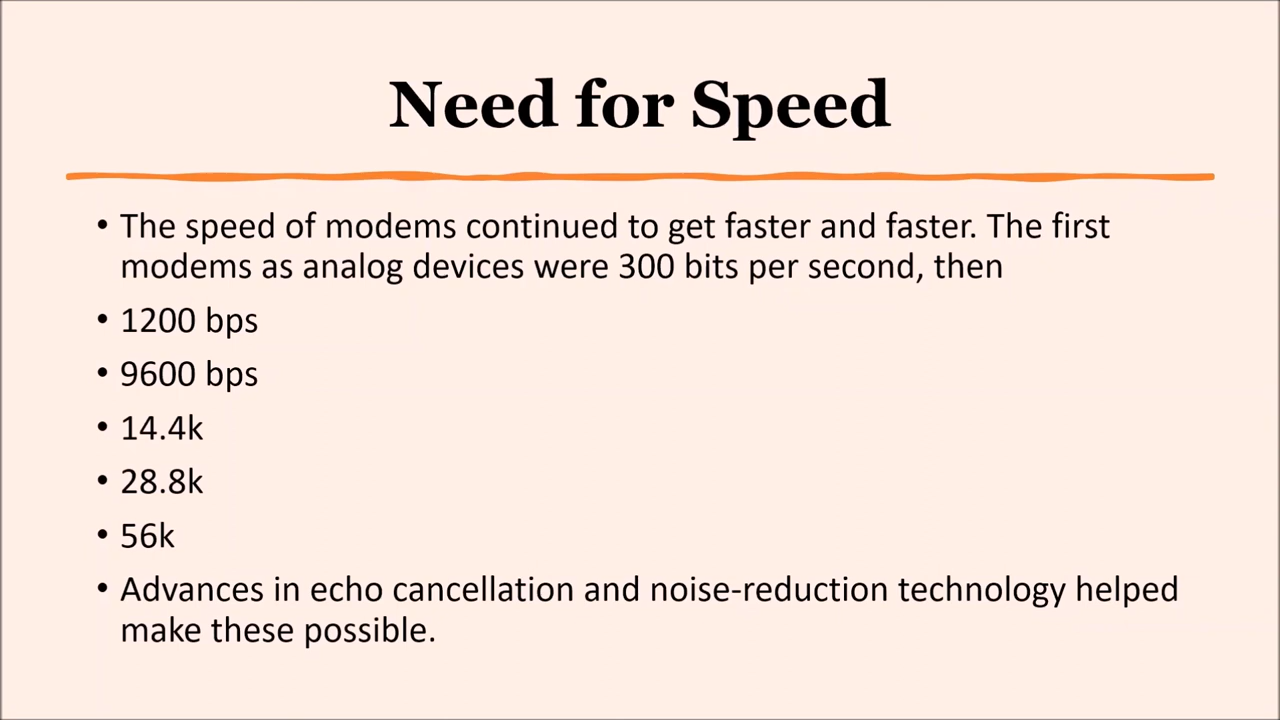 Need for Speed
• The speed of modems continued to get faster and faster. The first
modems as analog devices were 300 bits per second, then
• 1200 bps
• 9600 bps
• 14.4k
• 28.8k
• 56k
• Advances in echo cancellation and noise-reduction technology helped
make these possible.